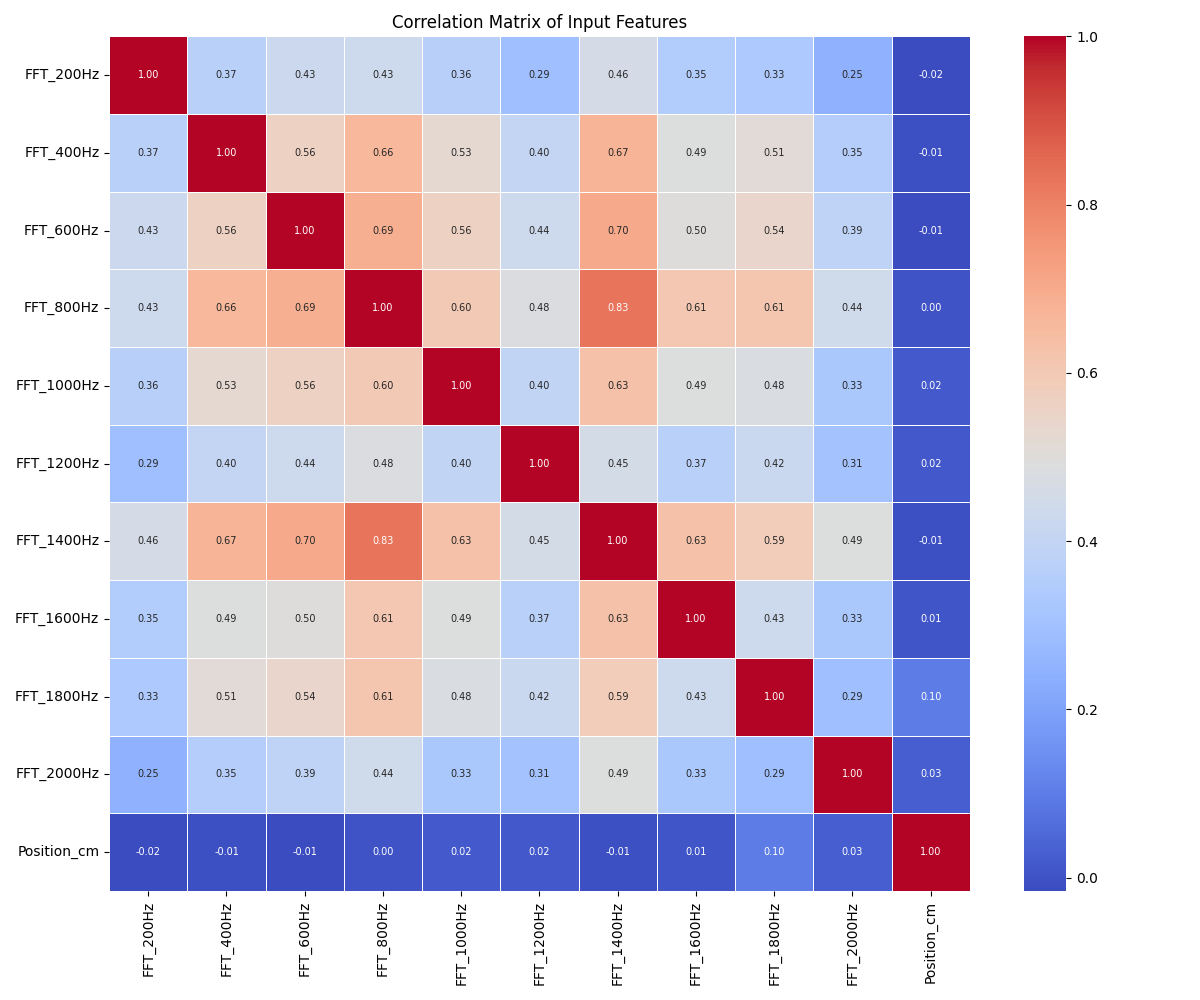 Correlation Matrix of Input Features
FFT_200Hz 1.00 0.37 0.43 0.43 0.36 0.29 0.46 0.35 0.33 0.25 -0.02
FFT_400Hz 0.37 1.00 0.56 0.66 0.53 0.40 0.67 0.49 0.51 0.35 -0.01
FFT_600Hz 0.43 0.56 1.00 0.69 0.56 0.44 0.70 0.50 0.54 0.39 -0.01
FFT_800Hz 0.43 0.66 0.69 1.00 0.60 0.48 0.83 0.61 0.61 0.44 0.00
FFT_1000Hz 0.36 0.53 0.56 0.60 1.00 0.40 0.63 0.49 0.48 0.33 0.02
FFT_1200Hz 0.29 0.40 0.44 0.48 0.40 1.00 0.45 0.37 0.42 0.31 0.02
FFT_1400Hz 0.46 0.67 0.70 0.83 0.63 0.45 1.00 0.63 0.59 0.49 -0.01
FFT_1600Hz 0.35 0.49 0.50 0.61 0.49 0.37 0.63 1.00 0.43 0.33 0.01
FFT_1800Hz 0.33 0.51 0.54 0.61 0.48 0.42 0.59 0.43 1.00 0.29 0.10
FFT_2000Hz 0.25 0.35 0.39 0.44 0.33 0.31 0.49 0.33 0.29 1.00 0.03
Position_cm -0.02 -0.01 -0.01 0.00 0.02 0.02 -0.01 0.01 0.10 0.03 1.00
FFT_200Hz
FFT_400Hz
FFT_600Hz
FFT_800Hz
FFT_1000Hz
FFT_1200Hz
FFT_1400Hz
FFT_1600Hz
FFT_1800Hz
FFT_2000Hz
Position_cm
1.0
0.8
0.6
0.4
0.2
0.0